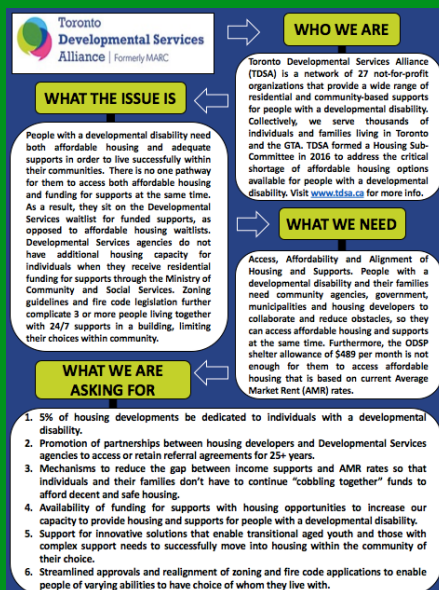 Toronto
Developmental Services
Alliance | Formerly MARC
WHO WE ARE
Toronto Developmental Services Alliance
(TDSA) is a network of 27 not-for-profit
organizations that provide a wide range of
residential and community-based supports
for people with a developmental disability.
Collectively, we serve thousands of
individuals and families living in Toronto
and the GTA. TDSA formed a Housing Sub-
Committee in 2016 to address the critical
shortage of affordable housing options
available for people with a developmental
disability. Visit www.tdsa.ca for more info.
WHAT THE ISSUE IS
People with a developmental disability need
both affordable housing and adequate
supports in order to live successfully within
their communities. There is no one pathway
for them to access both affordable housing
and funding for supports at the same time.
As a result, they sit on the Developmental
Services waitlist for funded supports, as
opposed to affordable housing waitlists.
Developmental Services agencies do not
have additional housing capacity for
individuals when they receive residential
funding for supports through the Ministry of
Community and Social Services. Zoning
guidelines and fire code legislation further
complicate 3 or more people living together
with 24/7 supports in a building, limiting
their choices within community.
WHAT WE NEED
Access, Affordability and Alignment of
Housing and Supports. People with a
developmental disability and their families
need community agencies, government,
municipalities and housing developers to
collaborate and reduce obstacles, so they
can access affordable housing and supports
at the same time. Furthermore, the ODSP
shelter allowance of $489 per month is not
enough for them to access affordable
housing that is based on current Average
Market Rent (AMR) rates.
WHAT WE ARE
ASKING FOR
1. 5% of housing developments be dedicated to individuals with a developmental
disability.
2. Promotion of partnerships between housing developers and Developmental Services
agencies to access or retain referral agreements for 25+ years.
3. Mechanisms to reduce the gap between income supports and AMR rates so that
individuals and their families don't have to continue “cobbling together” funds to
afford decent and safe housing.
4. Availability of funding for supports with housing opportunities to increase our
capacity to provide housing and supports for people with a developmental disability.
5. Support for innovative solutions that enable transitional aged youth and those with
complex support needs to successfully move into housing within the community of
their choice.
6. Streamlined approvals and realignment of zoning and fire code applications to enable
people of varying abilities to have choice of whom they live with.